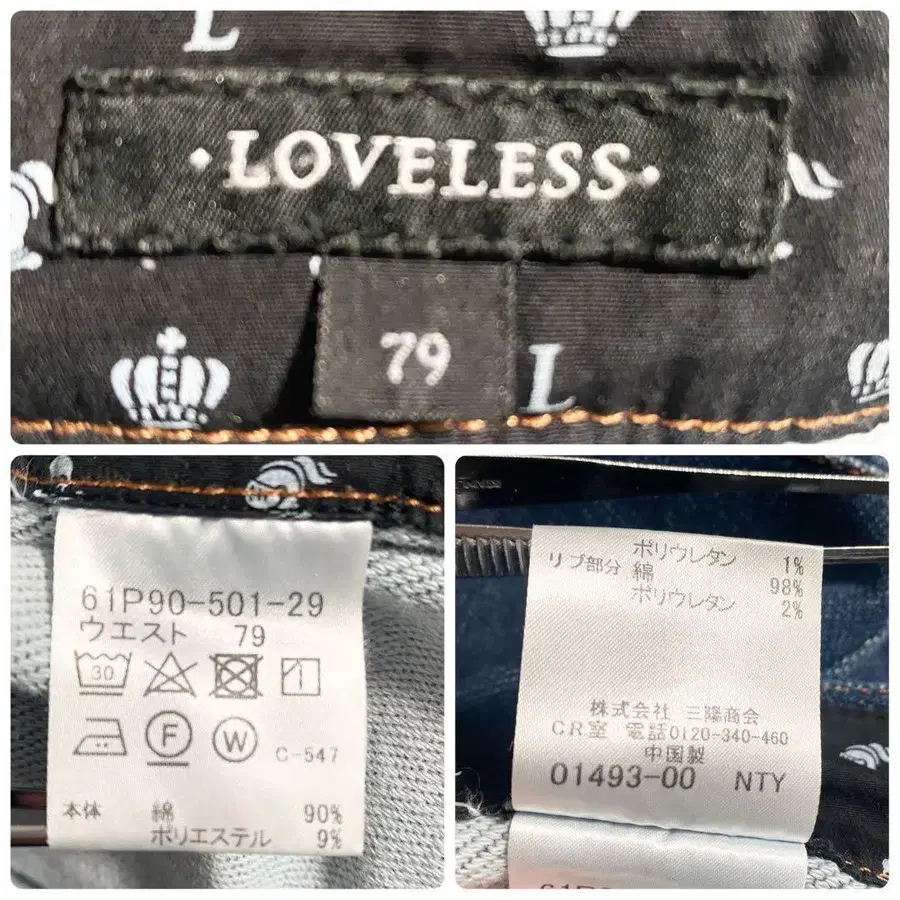 L
·LOVELESS·
79
L
61P90-501-29
ウエスト 79
30
F W C-547
本体 綿 90%
ポリエステル 9%
ポリウレタン 1%
リブ部分 綿 98%
ポリウレタン 2%
株式会社 三陽商会
CR室 電話0120-340-460
中国製
01493-00 NTY